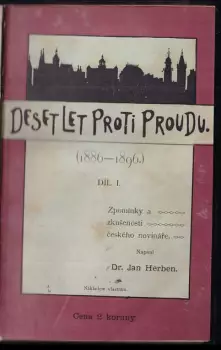 DESET LET PROTI PROUDU.
(1886—1896.)
DÍL. I.
Zpomínky a
zkušenosti
českého novináře.
Napsal
Dr. Jan Herben.
Nákladem vlastním.
Cena 2 koruny.